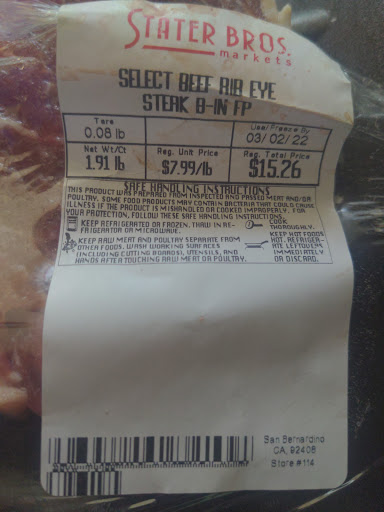 STATER BROS.
markets
SELECT BEEF RIB EYE
STEAK B-IN FP
Tare
0.08 lb
Use/Freeze By
03/02/22
Net Wt/Ct
1.91 lb
Reg. Unit Price
$7.99/lb
Reg. Total Price
$15.26
SAFE HANDLING INSTRUCTIONS
THIS PRODUCT WAS PREPARED FROM INSPECTED AND PASSED MEAT AND/OR
POULTRY. SOME FOOD PRODUCTS MAY CONTAIN BACTERIA THAT COULD CAUSE
ILLNESS IF THE PRODUCT IS MISHANDLED OR COOKED IMPROPERLY. FOR
YOUR PROTECTION, FOLLOW THESE SAFE HANDLING INSTRUCTIONS.
KEEP REFRIGERATED OR FROZEN. THAW IN RE-
FRIGERATOR OR MICROWAVE.
KEEP RAW MEAT AND POULTRY SEPARATE FROM
OTHER FOODS. WASH WORKING SURFACES
(INCLUDING CUTTING BOARDS), UTENSILS, AND
HANDS AFTER TOUCHING RAW MEAT OR POULTRY.
COOK
THOROUGHLY.
KEEP HOT FOODS
HOT. REFRIGER-
ATE LEFTOVERS
IMMEDIATELY
OR DISCARD.
San Bernardino
CA, 92408
Store #114